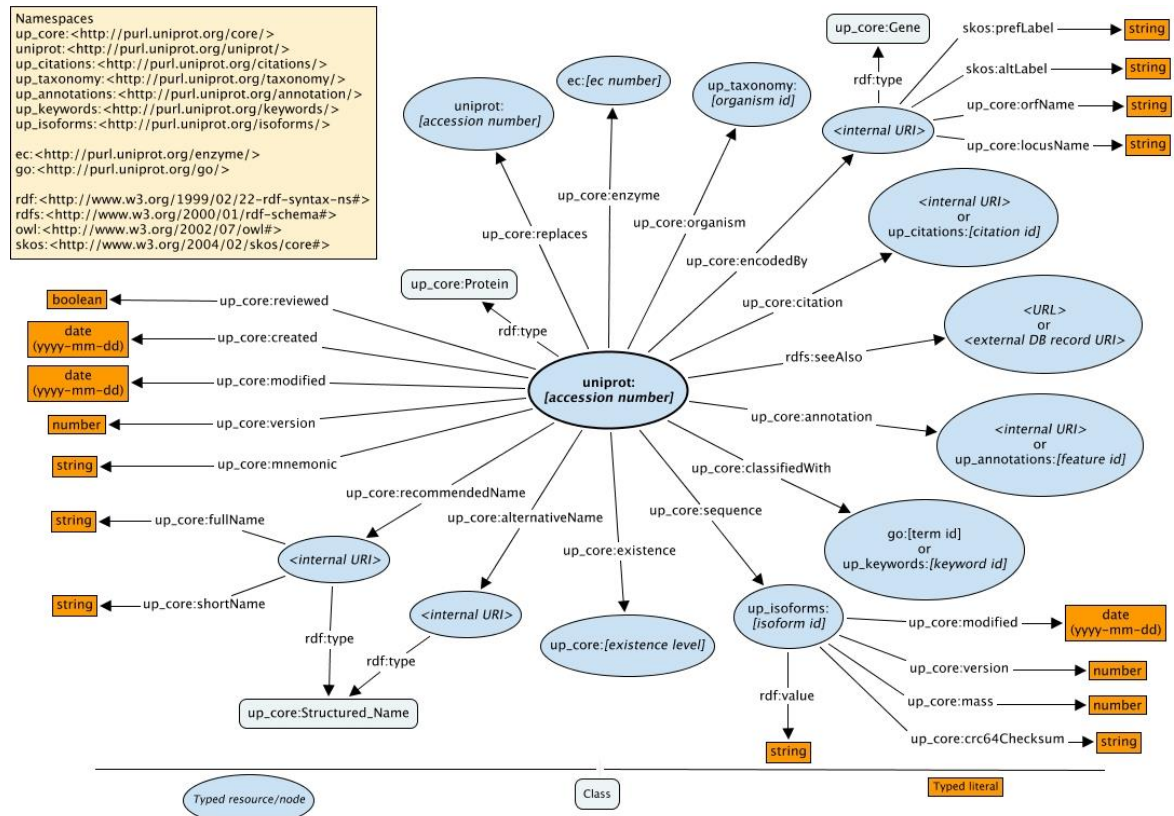 Namespaces
up_core:<http://purl.uniprot.org/core/>
uniprot:<http://purl.uniprot.org/uniprot/>
up_citations:<http://purl.uniprot.org/citations/>
up_taxonomy:<http://purl.uniprot.org/taxonomy/>
up_annotations:<http://purl.uniprot.org/annotation/>
up_keywords:<http://purl.uniprot.org/keywords/>
up_isoforms:<http://purl.uniprot.org/isoforms/>
ec:<http://purl.uniprot.org/enzyme/>
go:<http://purl.uniprot.org/go/>
rdf:<http://www.w3.org/1999/02/22-rdf-syntax-ns#>
rdfs:<http://www.w3.org/2000/01/rdf-schema#>
owl:<http://www.w3.org/2002/07/owl#>
skos:<http://www.w3.org/2004/02/skos/core#>
uniprot:
[accession number]
ec:[ec number]
up_taxonomy:
[organism id]
up_core:Gene
rdf:type
<internal URI>
skos:prefLabel
string
skos:altLabel
string
up_core:orfName
string
up_core:locusName
string
up_core:replaces
up_core:enzyme
up_core:organism
up_core:encodedBy
up_core:citation
<internal URI>
or
up_citations:[citation id]
up_core:Protein
rdf:type
rdfs:seeAlso
<URL>
or
<external DB record URI>
boolean
up_core:reviewed
date
(yyyy-mm-dd)
up_core:created
date
(yyyy-mm-dd)
up_core:modified
number
up_core:version
string
up_core:mnemonic
uniprot:
[accession number]
up_core:annotation
<internal URI>
or
up_annotations:[feature id]
up_core:classifiedWith
go:[term id]
or
up_keywords:[keyword id]
up_core:recommendedName
up_core:alternativeName
up_core:existence
up_core:sequence
string
up_core:fullName
<internal URI>
string
up_core:shortName
rdf:type
<internal URI>
rdf:type
up_core:Structured_Name
up_core:[existence level]
up_isoforms:
[isoform id]
up_core:modified
date
(yyyy-mm-dd)
up_core:version
number
up_core:mass
number
up_core:crc64Checksum
string
rdf:value
string
Typed resource/node
Class
Typed literal